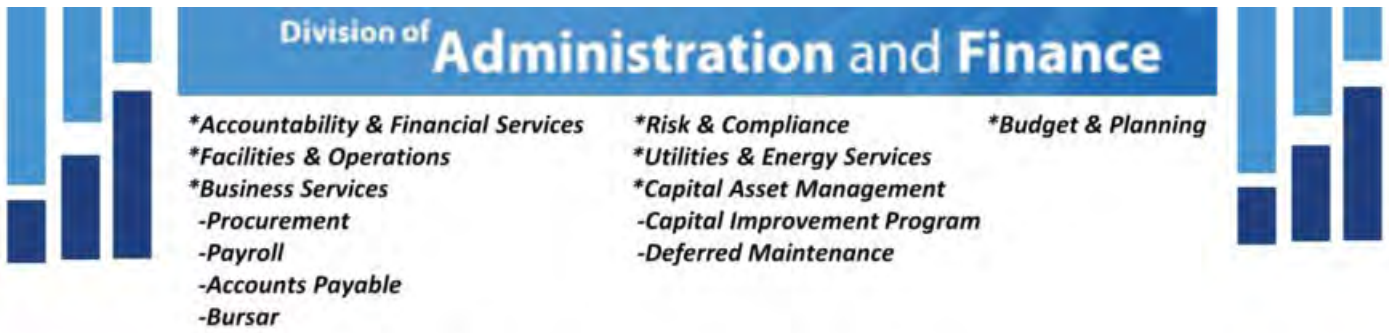 Division of Administration and Finance
*Accountability & Financial Services
*Facilities & Operations
*Business Services
-Procurement
-Payroll
-Accounts Payable
-Bursar
*Risk & Compliance
*Utilities & Energy Services
*Capital Asset Management
-Capital Improvement Program
-Deferred Maintenance
*Budget & Planning